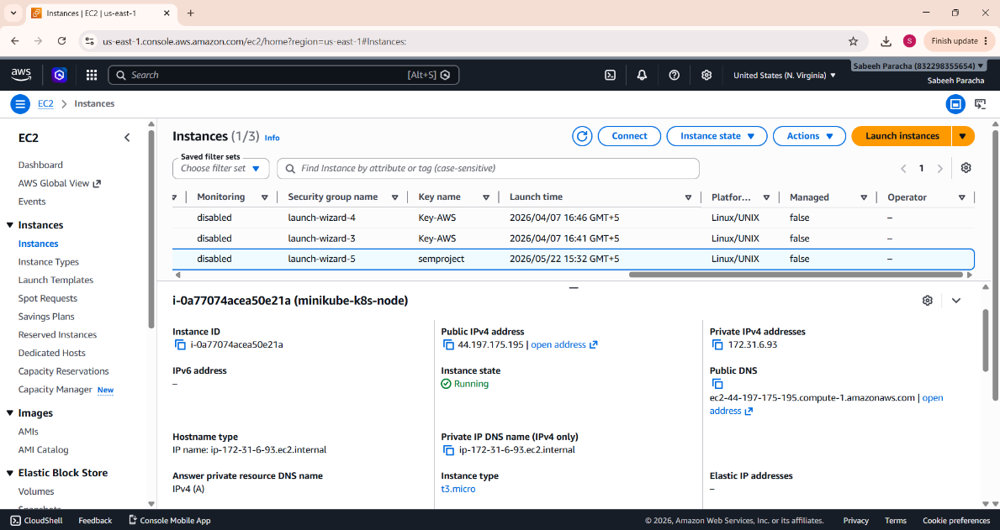 Instances | EC2 | us-east-1
us-east-1.console.aws.amazon.com/ec2/home?region=us-east-1#Instances:
S
Finish update
aws
Search
[Alt+S]
United States (N. Virginia)
Sabeeh Paracha (832298355654)
Sabeeh Paracha
EC2
Instances
EC2
Dashboard
AWS Global View
Events
Instances
Instances
Instance Types
Launch Templates
Spot Requests
Savings Plans
Reserved Instances
Dedicated Hosts
Capacity Reservations
Capacity Manager New
Images
AMIs
AMI Catalog
Elastic Block Store
Volumes
Snapshots
Instances (1/3) Info
Connect
Instance state
Actions
Launch instances
Saved filter sets
Choose filter set
Find Instance by attribute or tag (case-sensitive)
1
Monitoring Security group name Key name Launch time Platfor... Managed Operator
disabled launch-wizard-4 Key-AWS 2026/04/07 16:46 GMT+5 Linux/UNIX false –
disabled launch-wizard-3 Key-AWS 2026/04/07 16:41 GMT+5 Linux/UNIX false –
disabled launch-wizard-5 semproject 2026/05/22 15:32 GMT+5 Linux/UNIX false –
i-0a77074acea50e21a (minikube-k8s-node)
Instance ID
i-0a77074acea50e21a
IPv6 address
–
Hostname type
IP name: ip-172-31-6-93.ec2.internal
Answer private resource DNS name
IPv4 (A)
Public IPv4 address
44.197.175.195 | open address
Instance state
Running
Private IP DNS name (IPv4 only)
ip-172-31-6-93.ec2.internal
Instance type
t3.micro
Private IPv4 addresses
172.31.6.93
Public DNS
ec2-44-197-175-195.compute-1.amazonaws.com | open
address
Elastic IP addresses
–
CloudShell
Feedback
Console Mobile App
© 2026, Amazon Web Services, Inc. or its affiliates.
Privacy
Terms
Cookie preferences